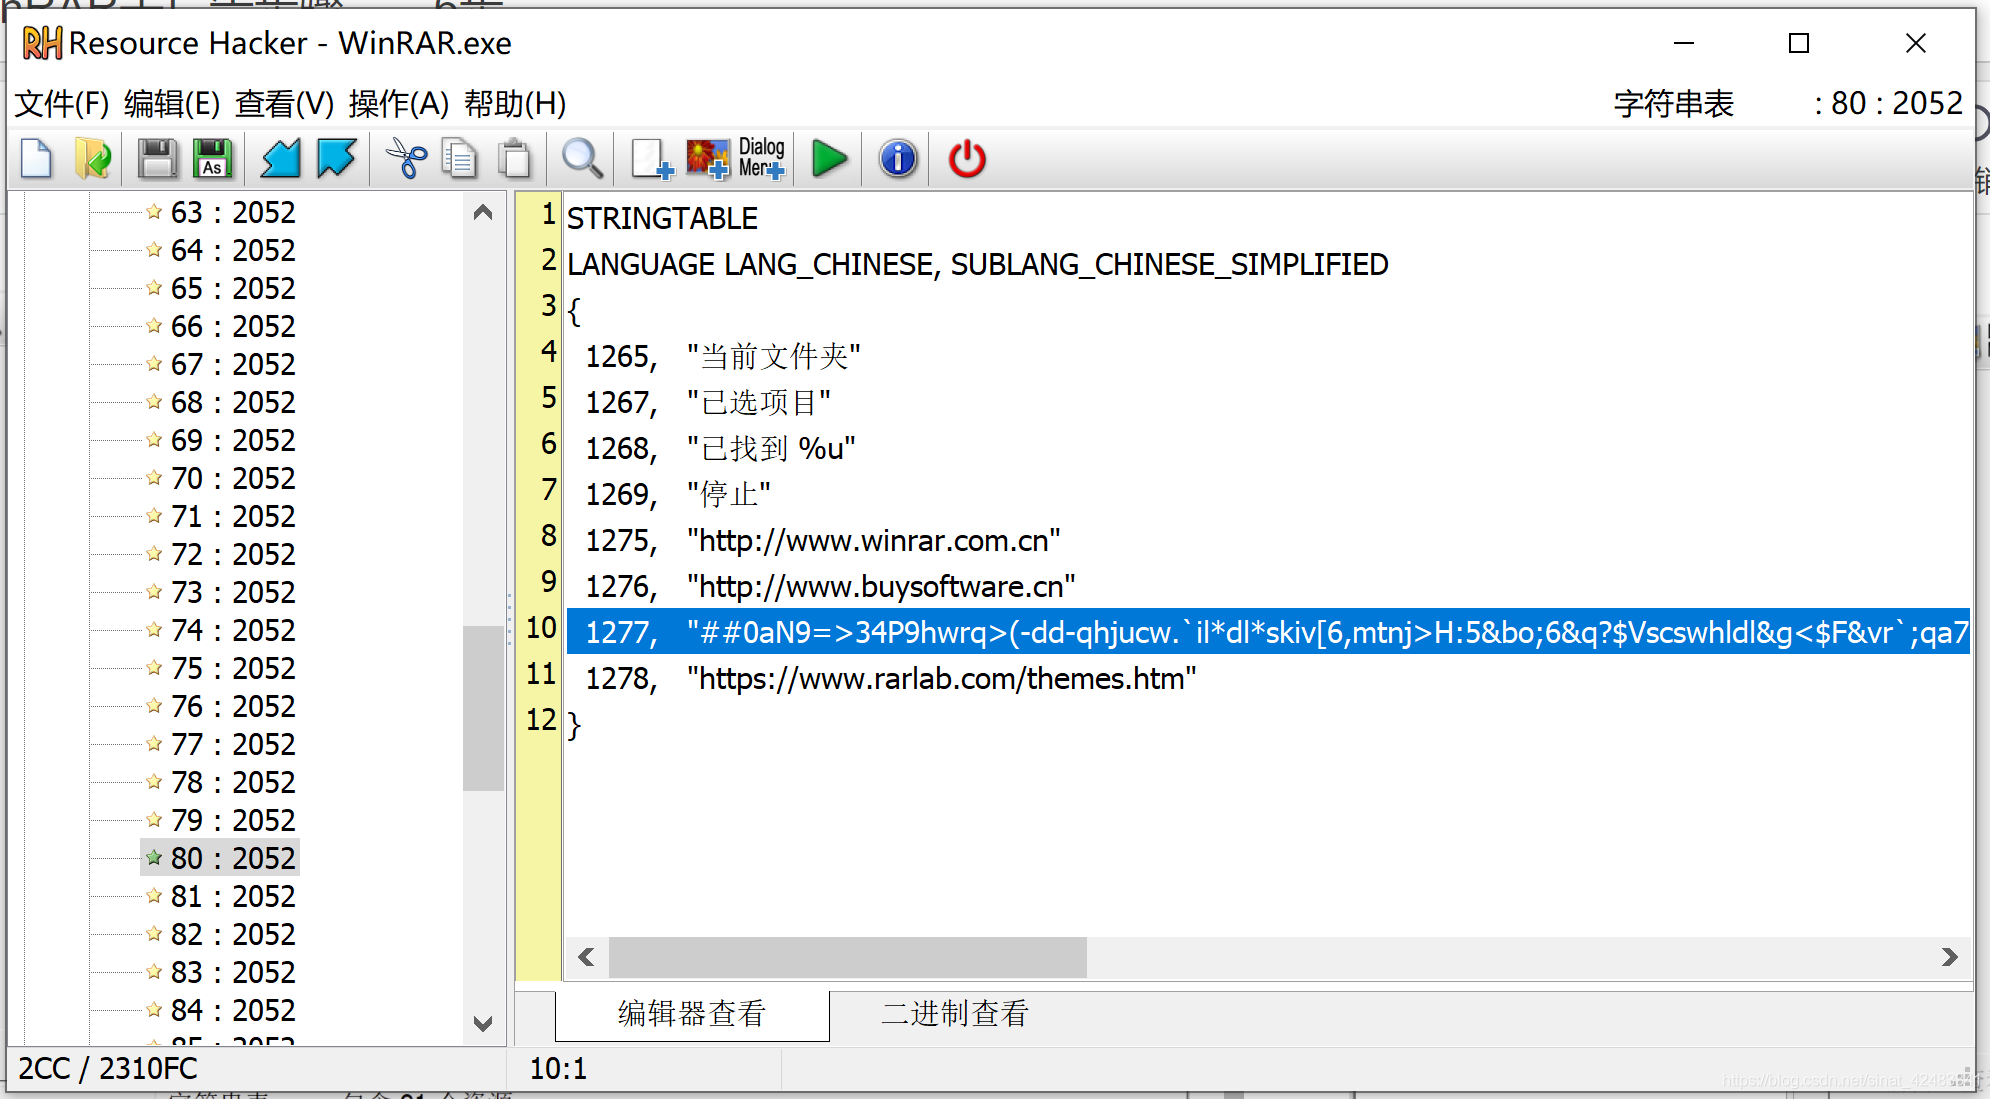 Resource Hacker - WinRAR.exe
文件(F) 编辑(E) 查看(V) 操作(A) 帮助(H)
字符串表 : 80 : 2052
As
Dialog
Men
63 : 2052
64 : 2052
65 : 2052
66 : 2052
67 : 2052
68 : 2052
69 : 2052
70 : 2052
71 : 2052
72 : 2052
73 : 2052
74 : 2052
75 : 2052
76 : 2052
77 : 2052
78 : 2052
79 : 2052
80 : 2052
81 : 2052
82 : 2052
83 : 2052
84 : 2052
85 : 2052
1 STRINGTABLE
2 LANGUAGE LANG_CHINESE, SUBLANG_CHINESE_SIMPLIFIED
3 {
4 1265, "当前文件夹"
5 1267, "已选项目"
6 1268, "已找到 %u"
7 1269, "停止"
8 1275, "http://www.winrar.com.cn"
9 1276, "http://www.buysoftware.cn"
10 1277, "##0aN9=>34P9hwrq>(-dd-qhjucw.`il*dl*skiv[6,mtnj>H:5&bo;6&q?$Vscswhldl&g<$F&vr`;qa7
11 1278, "https://www.rarlab.com/themes.htm"
12 }
编辑器查看 二进制查看
2CC / 2310FC
10:1